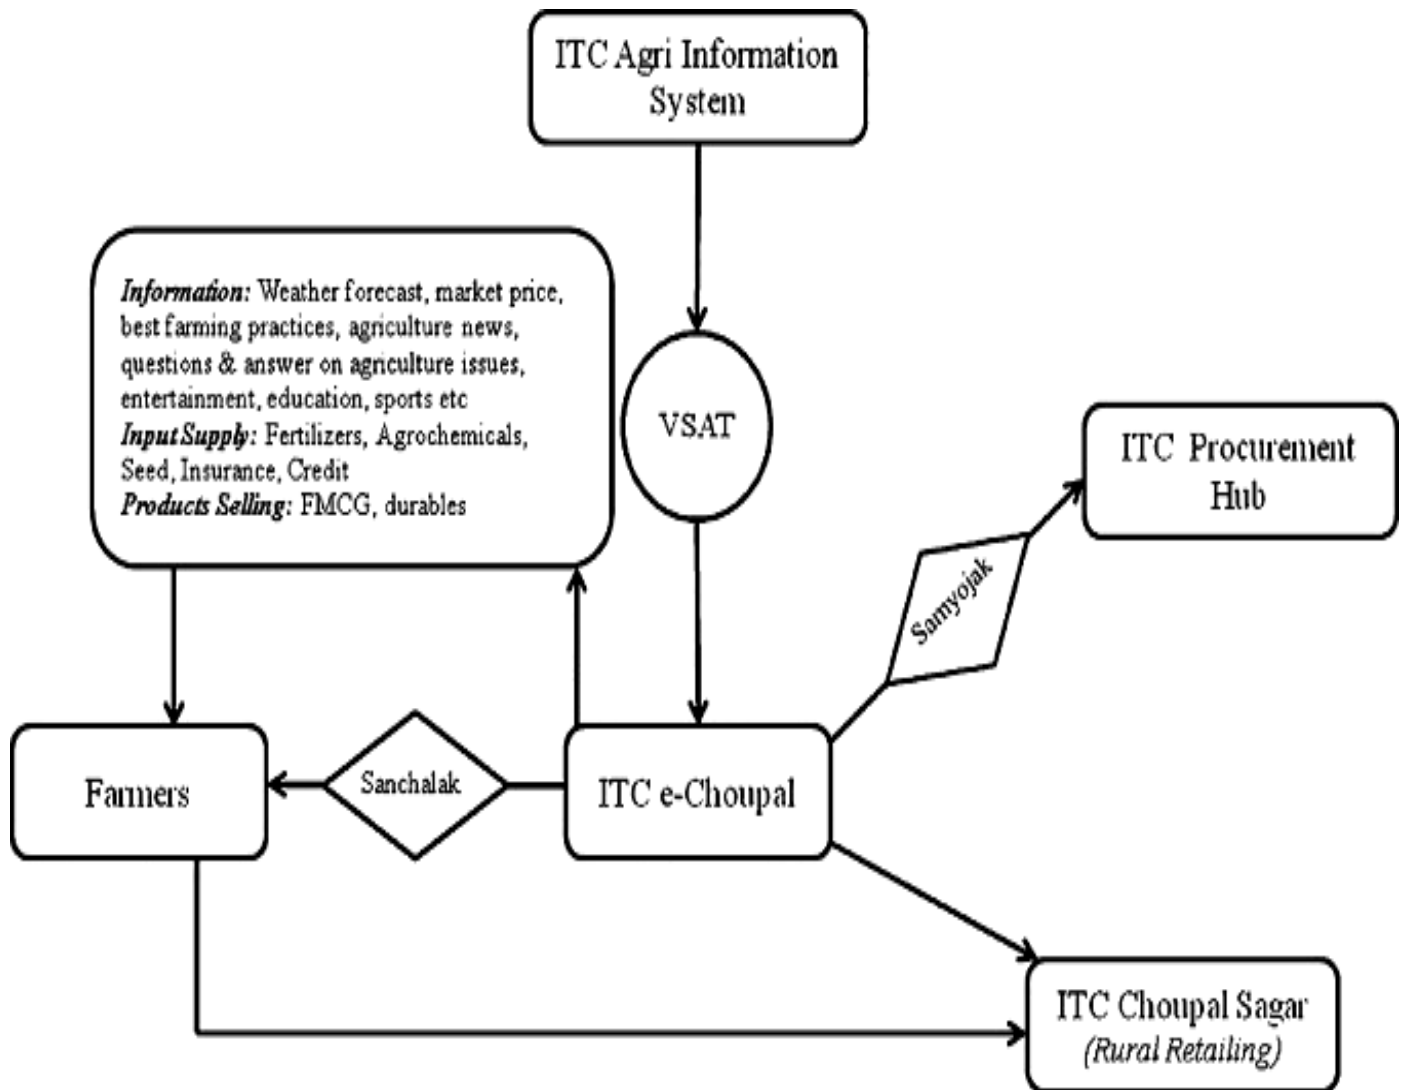 ITC Agri Information
System
Information: Weather forecast, market price,
best farming practices, agriculture news,
questions & answer on agriculture issues,
entertainment, education, sports etc
Input Supply: Fertilizers, Agrochemicals,
Seed, Insurance, Credit
Products Selling: FMCG, durables
VSAT
ITC Procurement
Hub
Samyojak
Farmers
Sanchalak
ITC e-Choupal
ITC Choupal Sagar
(Rural Retailing)